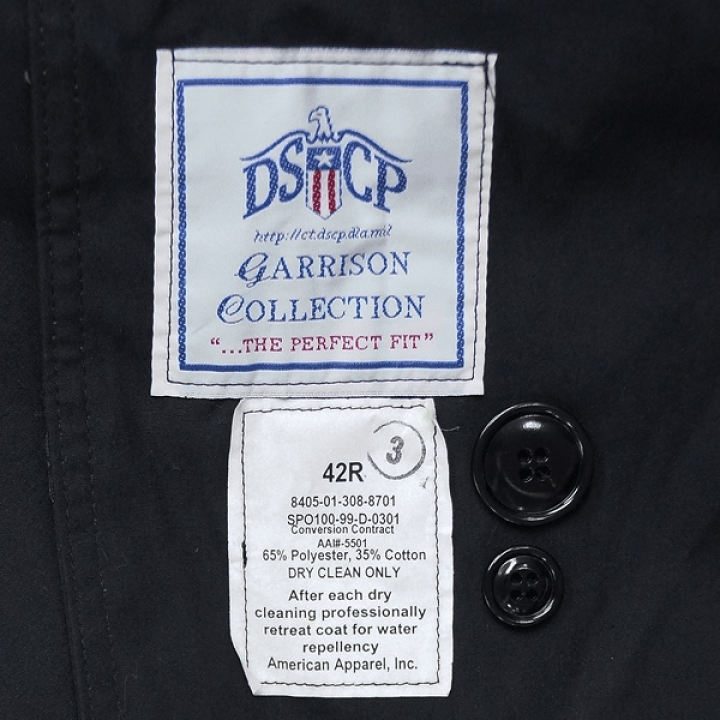 DSCP
http://ct.dscp.dla.mil
GARRISON
COLLECTION
"...THE PERFECT FIT"
3
42R
8405-01-308-8701
SPO100-99-D-0301
Conversion Contract
AAI#-5501
65% Polyester, 35% Cotton
DRY CLEAN ONLY
After each dry
cleaning professionally
retreat coat for water
repellency
American Apparel, Inc.